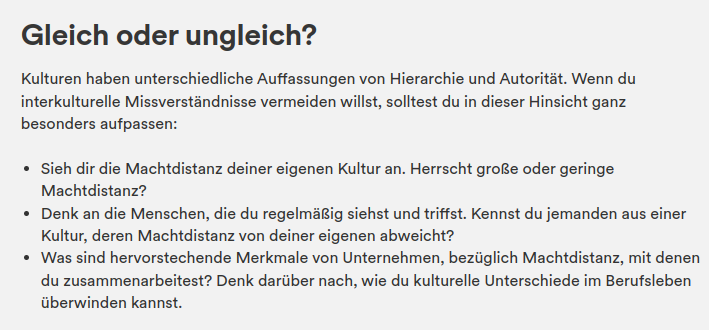 Gleich oder ungleich?
Kulturen haben unterschiedliche Auffassungen von Hierarchie und Autorität. Wenn du
interkulturelle Missverständnisse vermeiden willst, solltest du in dieser Hinsicht ganz
besonders aufpassen:
• Sieh dir die Machtdistanz deiner eigenen Kultur an. Herrscht große oder geringe
Machtdistanz?
• Denk an die Menschen, die du regelmäßig siehst und triffst. Kennst du jemanden aus einer
Kultur, deren Machtdistanz von deiner eigenen abweicht?
• Was sind hervorstechende Merkmale von Unternehmen, bezüglich Machtdistanz, mit denen
du zusammenarbeitest? Denk darüber nach, wie du kulturelle Unterschiede im Berufsleben
überwinden kannst.